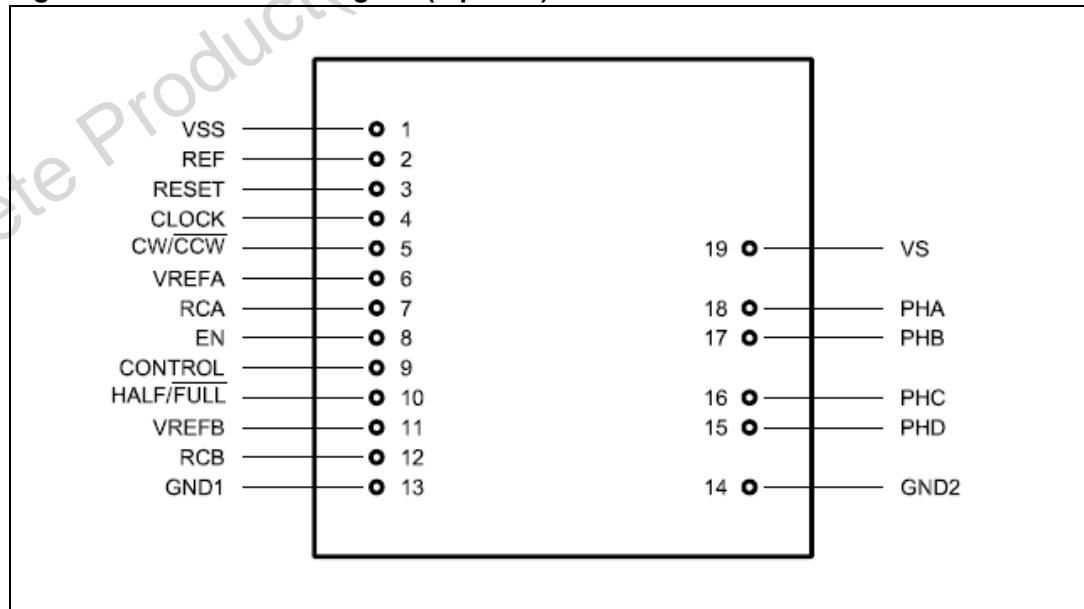 VSS 1
REF 2
RESET 3
CLOCK 4
CW/CCW 5
VREFA 6
RCA 7
EN 8
CONTROL 9
HALF/FULL 10
VREFB 11
RCB 12
GND1 13
19 VS
18 PHA
17 PHB
16 PHC
15 PHD
14 GND2